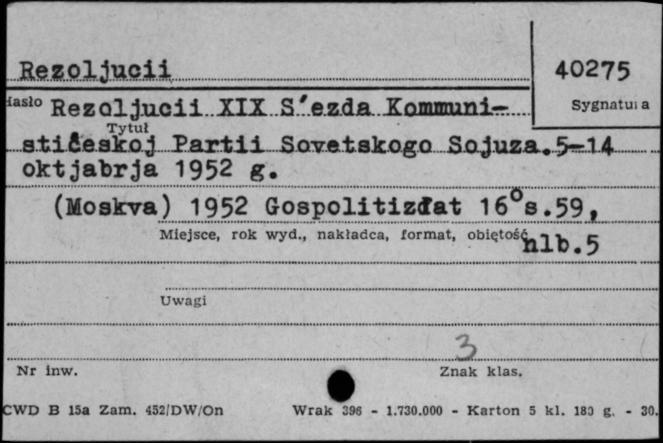 Rezoljucii
40275
Hasło
Rezoljucii XIX S'ezda Kommuni-
Sygnatura
Tytuł
stičeskoj Partii Sovetskogo Sojuza.5-14
oktjabrja 1952 g.
(Moskva) 1952 Gospolitizdat 16° s.59,
Miejsce, rok wyd., nakładca, format, objętość
nlb.5
Uwagi
3
Nr inw.
Znak klas.
CWD B 15a Zam. 452/DW/On
Wrak 396 - 1.730.000 - Karton 5 kl. 180 g. - 30.